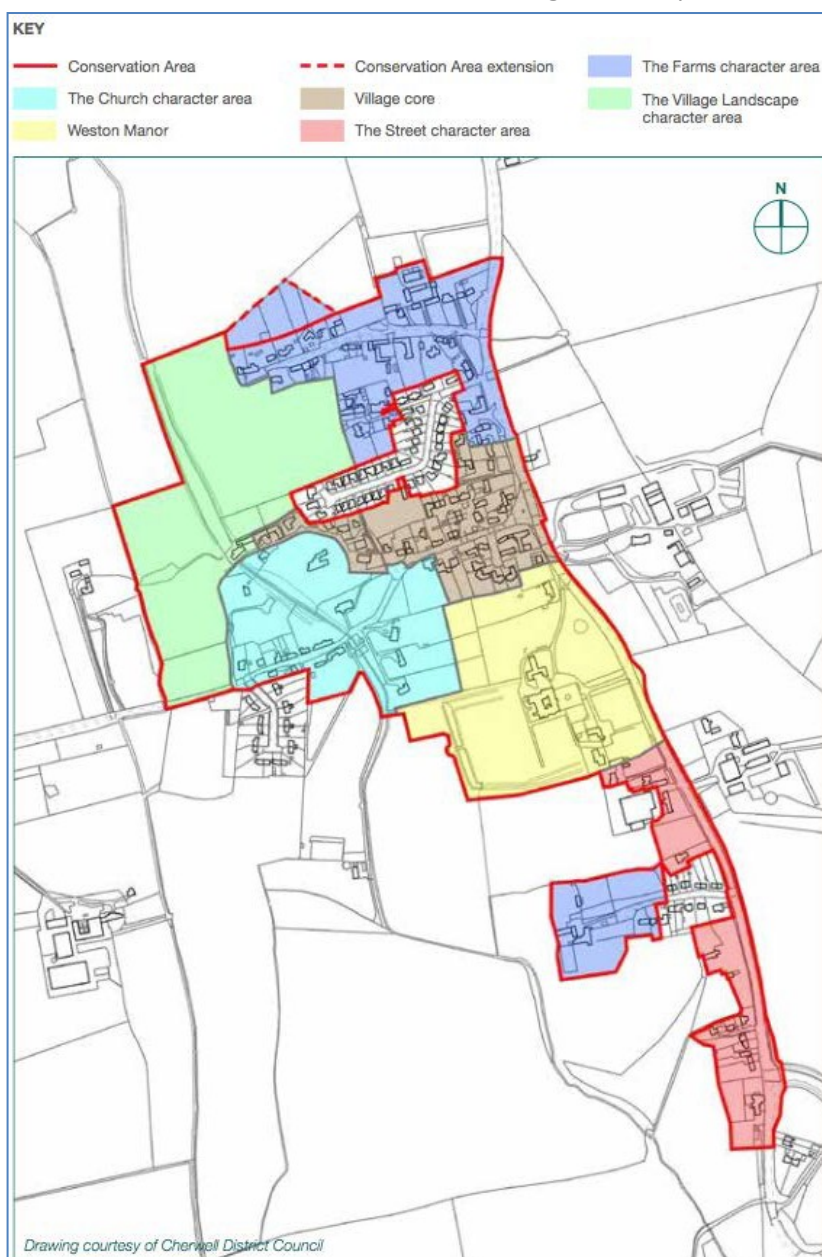 KEY
Conservation Area
Conservation Area extension
The Farms character area
The Church character area
Village core
The Village Landscape
character area
Weston Manor
The Street character area
N
Drawing courtesy of Cherwell District Council